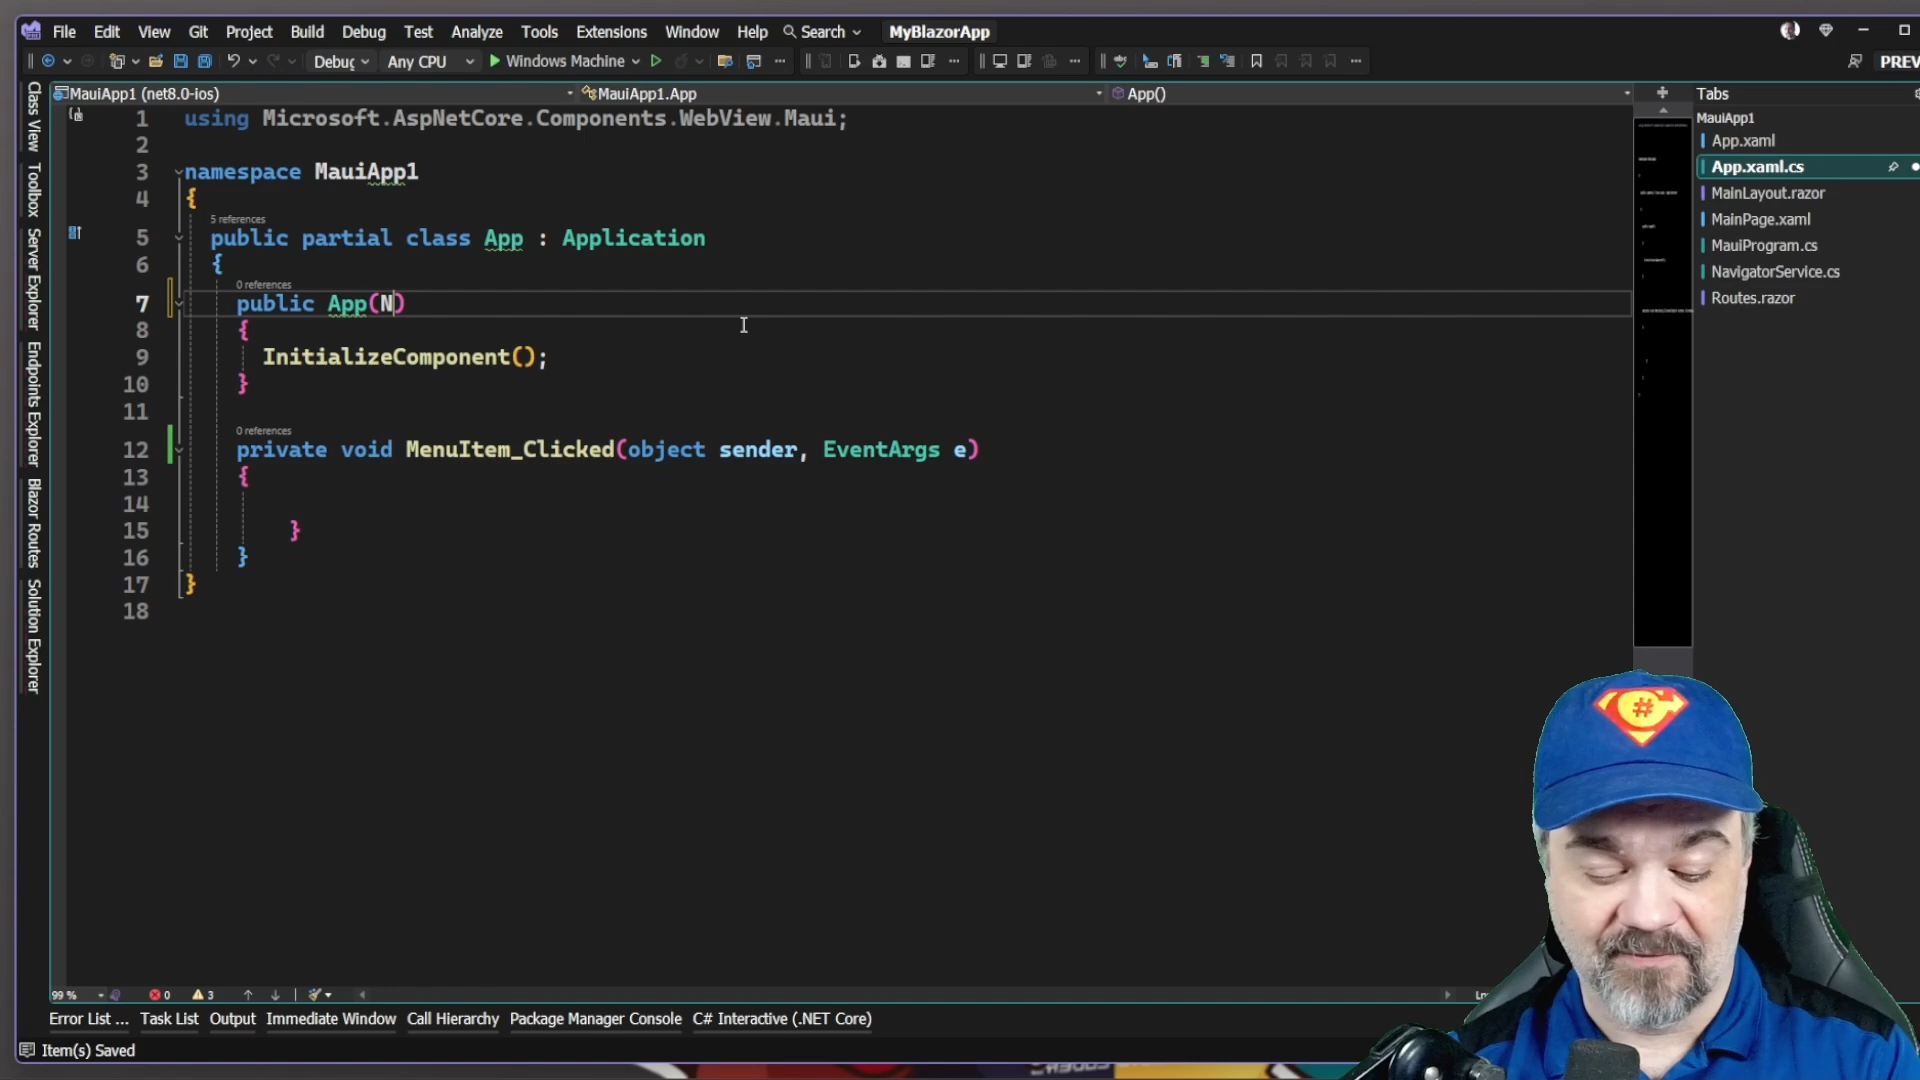 File Edit View Git Project Build Debug Test Analyze Tools Extensions Window Help Search MyBlazorApp
Debug Any CPU Windows Machine PREV
Class View
Toolbox
Server Explorer
Endpoints Explorer
Blazor Routes
Solution Explorer
MauiApp1 (net8.0-ios) MauiApp1.App App()
1 using Microsoft.AspNetCore.Components.WebView.Maui;
2
3 namespace MauiApp1
4 {
5 references
5 public partial class App : Application
6 {
0 references
7 public App(N)
8 {
9 InitializeComponent();
10 }
11
0 references
12 private void MenuItem_Clicked(object sender, EventArgs e)
13 {
14
15 }
16 }
17 }
18
Tabs
MauiApp1
App.xaml
App.xaml.cs
MainLayout.razor
MainPage.xaml
MauiProgram.cs
NavigatorService.cs
Routes.razor
#
99 % 0 3
Error List ... Task List Output Immediate Window Call Hierarchy Package Manager Console C# Interactive (.NET Core)
Item(s) Saved